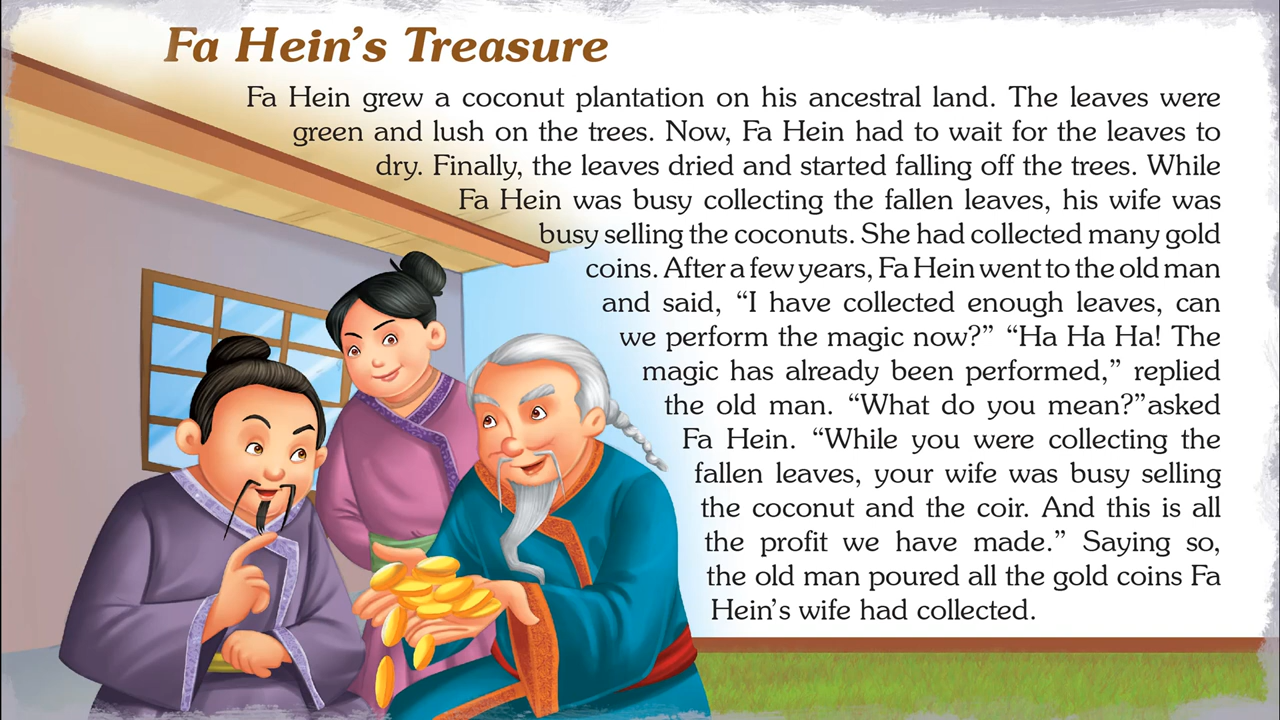 Fa Hein’s Treasure
Fa Hein grew a coconut plantation on his ancestral land. The leaves were
green and lush on the trees. Now, Fa Hein had to wait for the leaves to
dry. Finally, the leaves dried and started falling off the trees. While
Fa Hein was busy collecting the fallen leaves, his wife was
busy selling the coconuts. She had collected many gold
coins. After a few years, Fa Hein went to the old man
and said, “I have collected enough leaves, can
we perform the magic now?” “Ha Ha Ha! The
magic has already been performed,” replied
the old man. “What do you mean?”asked
Fa Hein. “While you were collecting the
fallen leaves, your wife was busy selling
the coconut and the coir. And this is all
the profit we have made.” Saying so,
the old man poured all the gold coins Fa
Hein’s wife had collected.